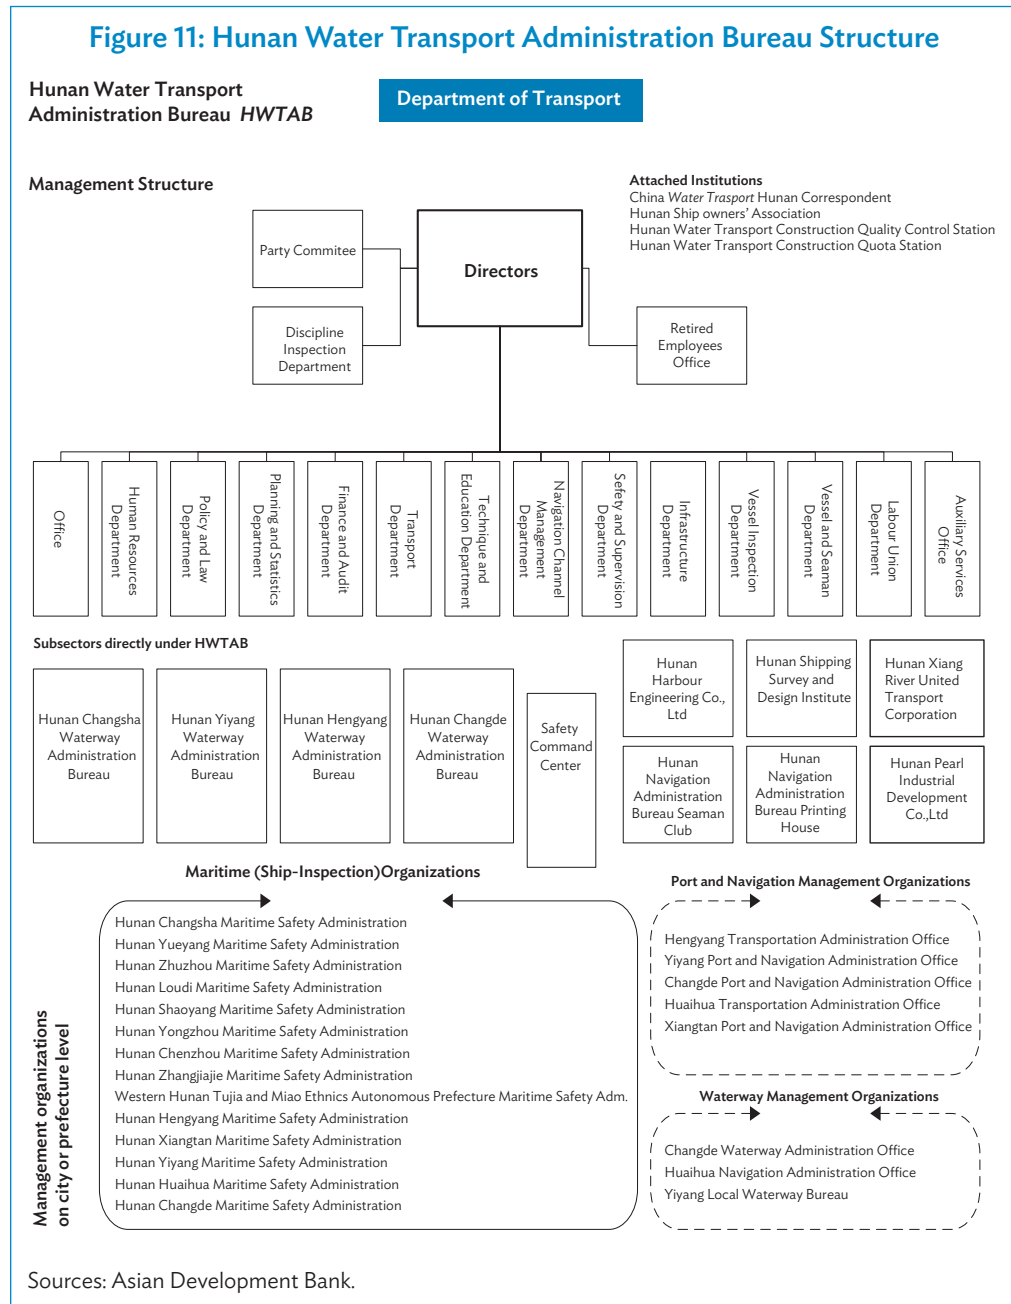 Figure 11: Hunan Water Transport Administration Bureau Structure
Hunan Water Transport
Administration Bureau HWTAB
Department of Transport
Management Structure
Attached Institutions
China Water Trasport Hunan Correspondent
Hunan Ship owners' Association
Hunan Water Transport Construction Quality Control Station
Hunan Water Transport Construction Quota Station
Party Commitee
Directors
Discipline
Inspection
Department
Retired
Employees
Office
Office
Human Resources
Department
Policy and Law
Department
Planning and Statistics
Department
Finance and Audit
Department
Transport
Department
Technique and
Education Department
Navigation Channel
Management
Department
Sefety and Supervision
Department
Infrastructure
Department
Vessel Inspection
Department
Vessel and Seaman
Department
Labour Union
Department
Auxiliary Services
Office
Subsectors directly under HWTAB
Hunan Changsha
Waterway
Administration
Bureau
Hunan Yiyang
Waterway
Administration
Bureau
Hunan Hengyang
Waterway
Administration
Bureau
Hunan Changde
Waterway
Administration
Bureau
Safety
Command
Center
Hunan
Harbour
Engineering Co.,
Ltd
Hunan Shipping
Survey and
Design Institute
Hunan Xiang
River United
Transport
Corporation
Hunan
Navigation
Administration
Bureau Seaman
Club
Hunan
Navigation
Administration
Bureau Printing
House
Hunan Pearl
Industrial
Development
Co.,Ltd
Management organizations
on city or prefecture level
Maritime (Ship-Inspection)Organizations
Hunan Changsha Maritime Safety Administration
Hunan Yueyang Maritime Safety Administration
Hunan Zhuzhou Maritime Safety Administration
Hunan Loudi Maritime Safety Administration
Hunan Shaoyang Maritime Safety Administration
Hunan Yongzhou Maritime Safety Administration
Hunan Chenzhou Maritime Safety Administration
Hunan Zhangjiajie Maritime Safety Administration
Western Hunan Tujia and Miao Ethnics Autonomous Prefecture Maritime Safety Adm.
Hunan Hengyang Maritime Safety Administration
Hunan Xiangtan Maritime Safety Administration
Hunan Yiyang Maritime Safety Administration
Hunan Huaihua Maritime Safety Administration
Hunan Changde Maritime Safety Administration
Port and Navigation Management Organizations
Hengyang Transportation Administration Office
Yiyang Port and Navigation Administration Office
Changde Port and Navigation Administration Office
Huaihua Transportation Administration Office
Xiangtan Port and Navigation Administration Office
Waterway Management Organizations
Changde Waterway Administration Office
Huaihua Navigation Administration Office
Yiyang Local Waterway Bureau
Sources: Asian Development Bank.